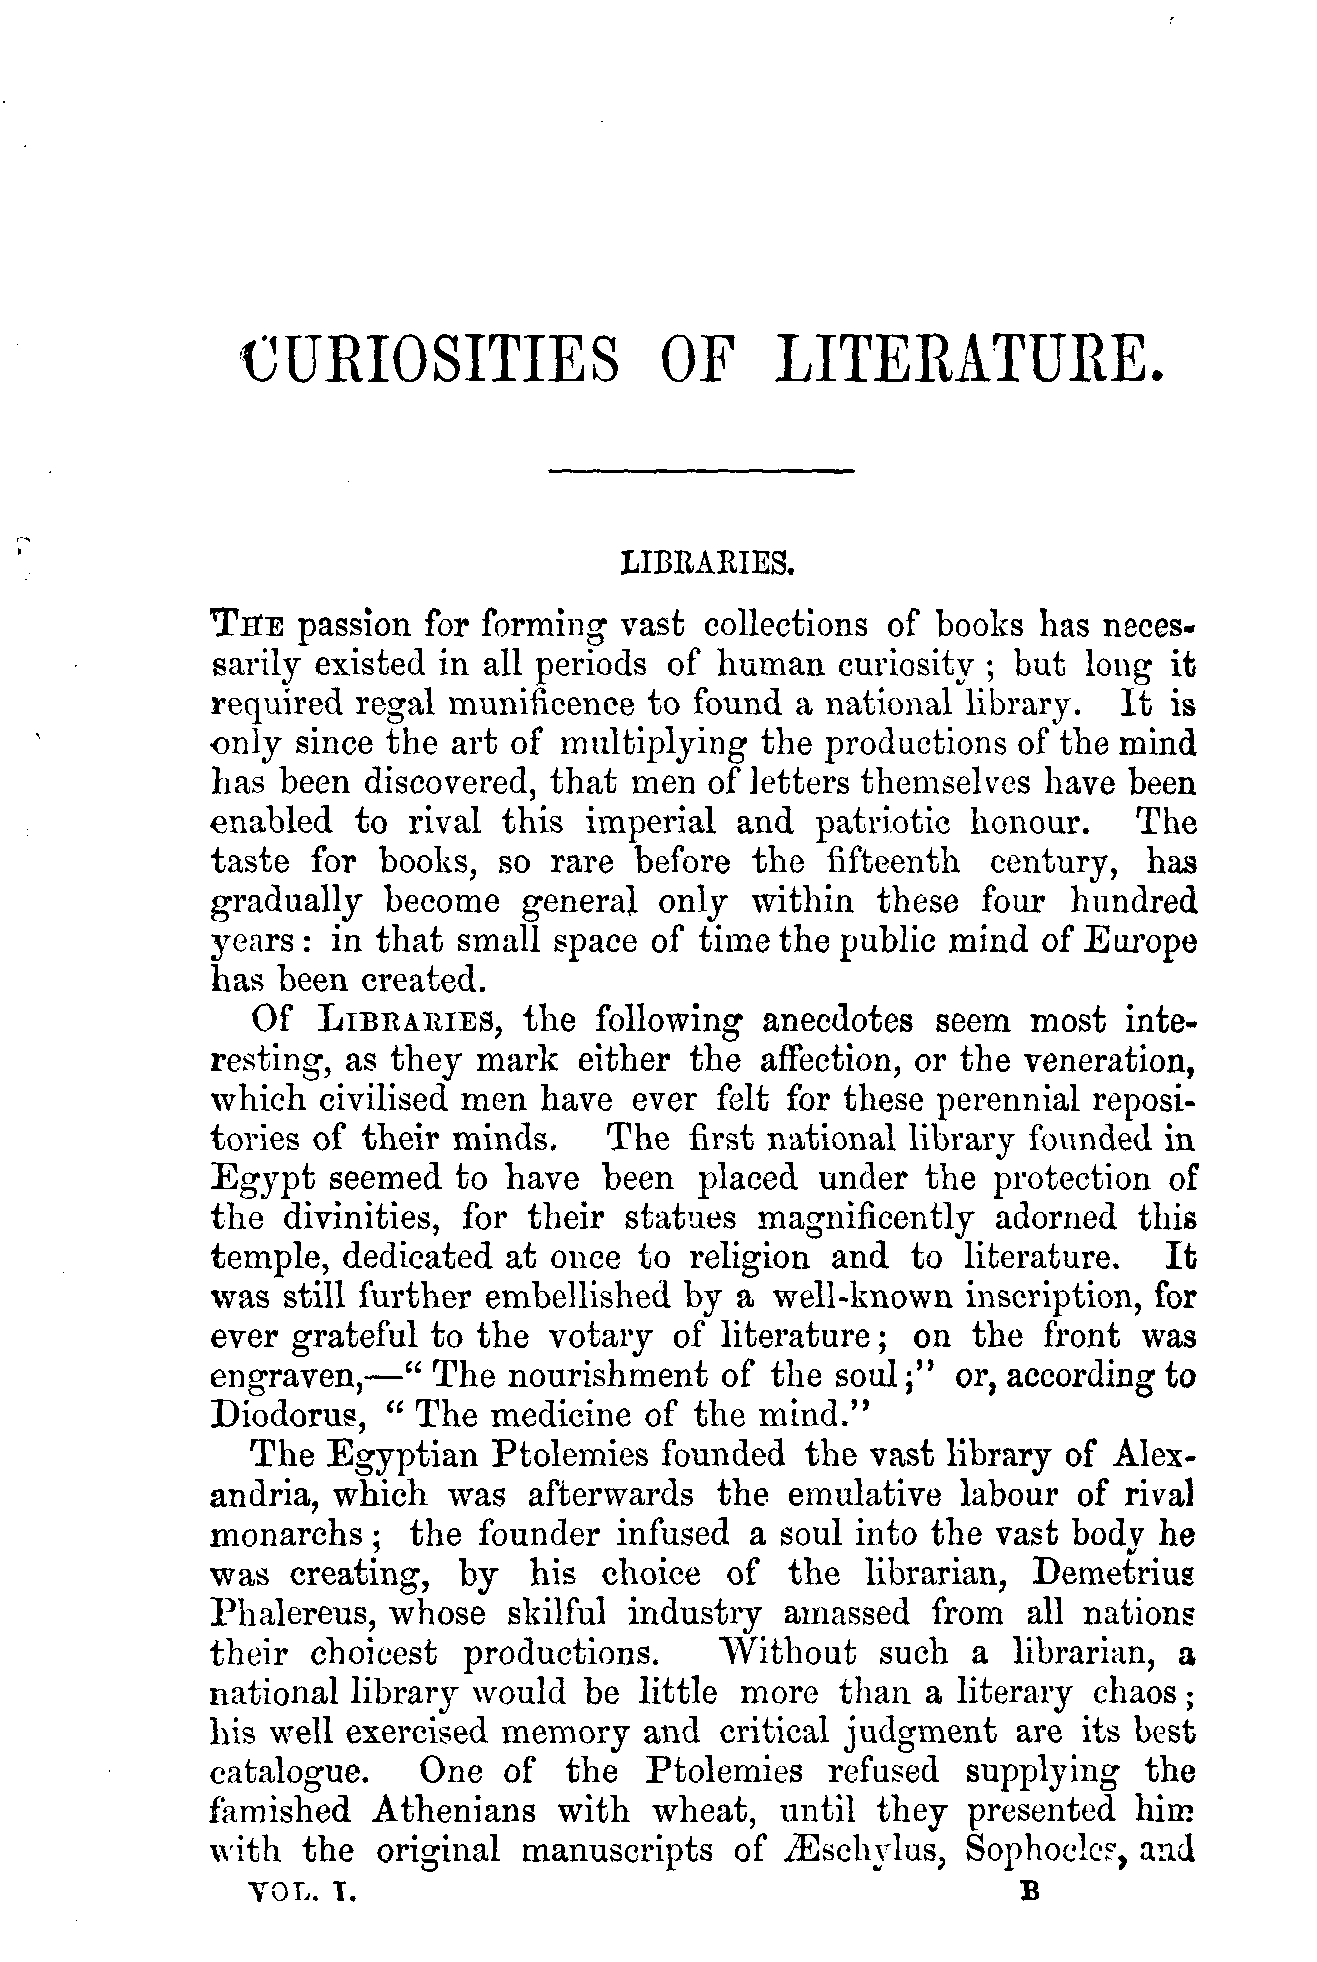 CURIOSITIES OF LITERATURE.
LIBRARIES.
THE passion for forming vast collections of books has neces-
sarily existed in all periods of human curiosity; but long it
required regal munificence to found a national library. It is
only since the art of multiplying the productions of the mind
has been discovered, that men of letters themselves have been
enabled to rival this imperial and patriotic honour. The
taste for books, so rare before the fifteenth century, has
gradually become general only within these four hundred
years: in that small space of time the public mind of Europe
has been created.
Of LIBRARIES, the following anecdotes seem most inte-
resting, as they mark either the affection, or the veneration,
which civilised men have ever felt for these perennial reposi-
tories of their minds. The first national library founded in
Egypt seemed to have been placed under the protection of
the divinities, for their statues magnificently adorned this
temple, dedicated at once to religion and to literature. It
was still further embellished by a well-known inscription, for
ever grateful to the votary of literature; on the front was
engraven,—"The nourishment of the soul;" or, according to
Diodorus, "The medicine of the mind."
The Egyptian Ptolemies founded the vast library of Alex-
andria, which was afterwards the emulative labour of rival
monarchs; the founder infused a soul into the vast body he
was creating, by his choice of the librarian, Demetrius
Phalereus, whose skilful industry amassed from all nations
their choicest productions. Without such a librarian, a
national library would be little more than a literary chaos;
his well exercised memory and critical judgment are its best
catalogue. One of the Ptolemies refused supplying the
famished Athenians with wheat, until they presented him
with the original manuscripts of Æschylus, Sophocles, and
VOL. I. B